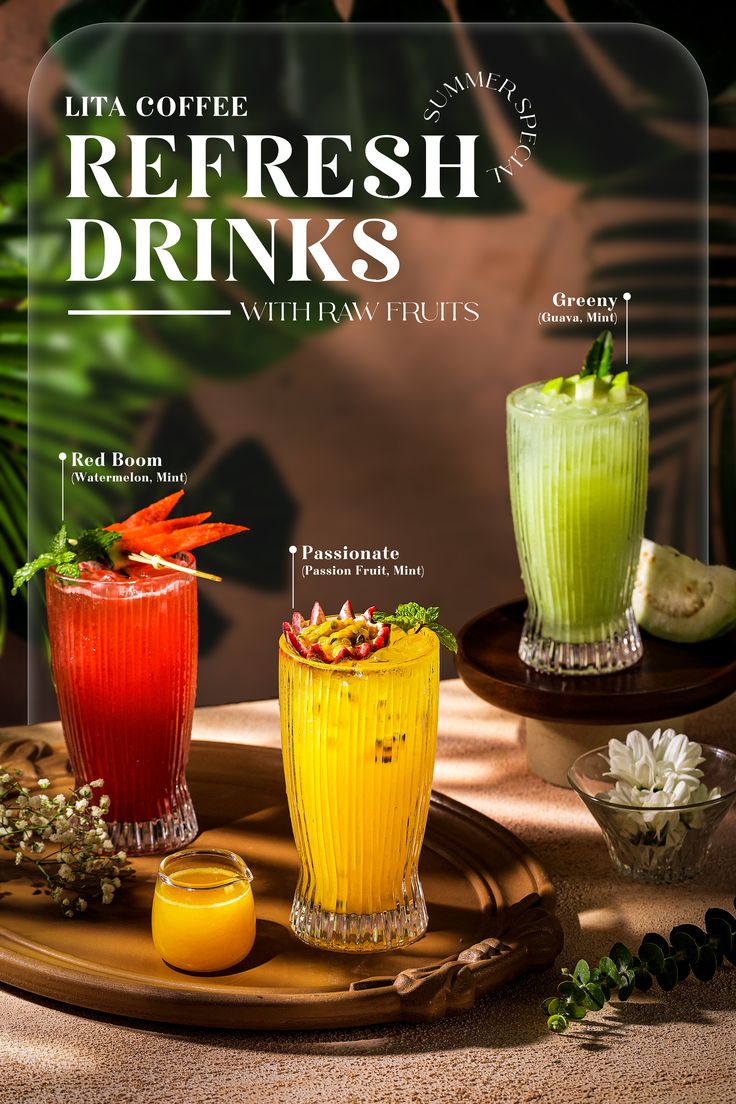 LITA COFFEE
REFRESH
DRINKS
WITH RAW FRUITS
SUMMER SPECIAL
Greeny
(Guava, Mint)
Red Boom
(Watermelon, Mint)
Passionate
(Passion Fruit, Mint)